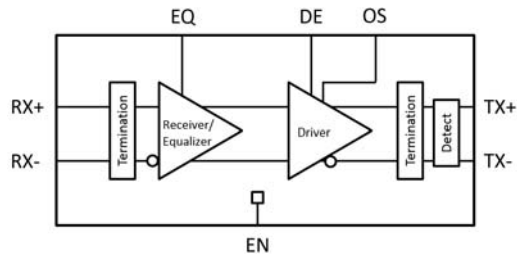 EQ DE OS
RX+ TX+
Termination
Receiver/
Equalizer
Driver
Termination
Detect
RX- TX-
EN